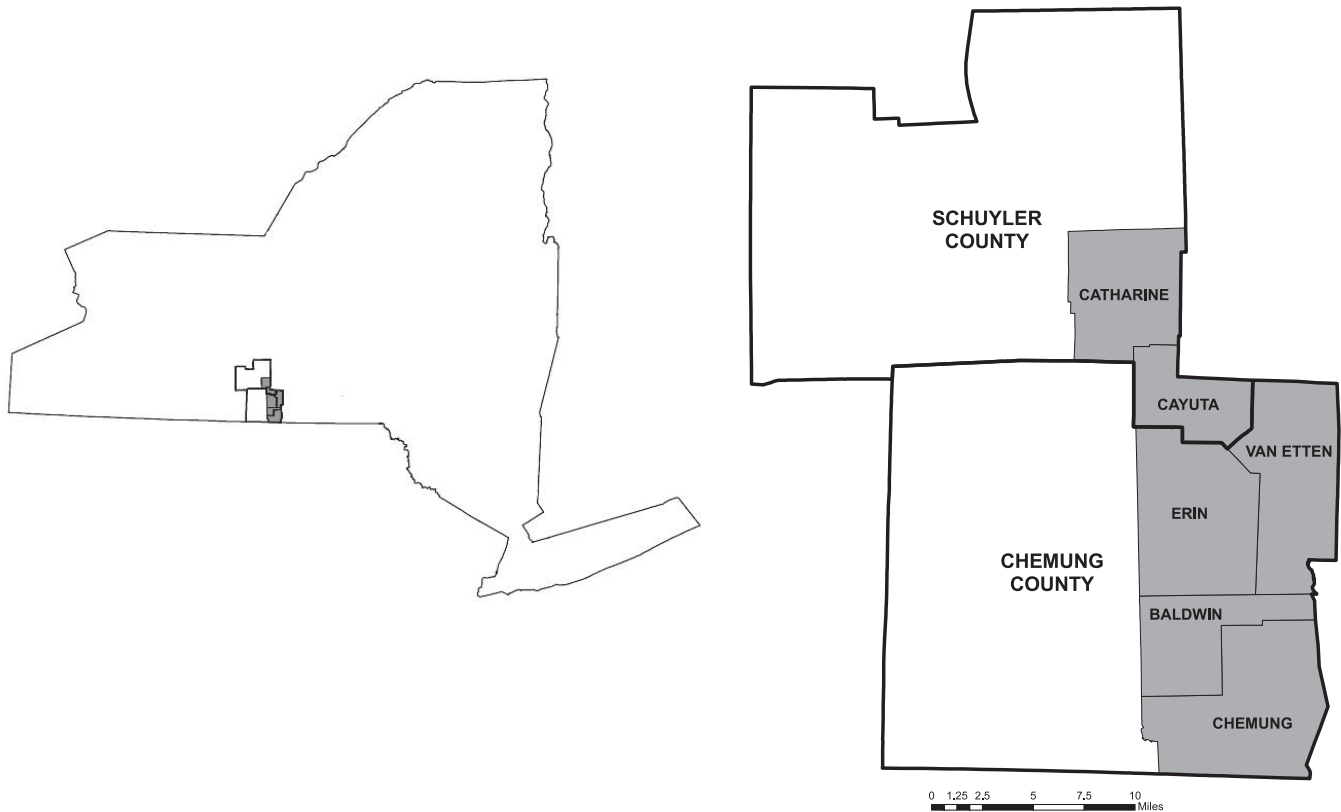 SCHUYLER
COUNTY
CATHARINE
CAYUTA
VAN ETTEN
ERIN
CHEMUNG
COUNTY
BALDWIN
CHEMUNG
0 1.25 2.5 5 7.5 10
Miles